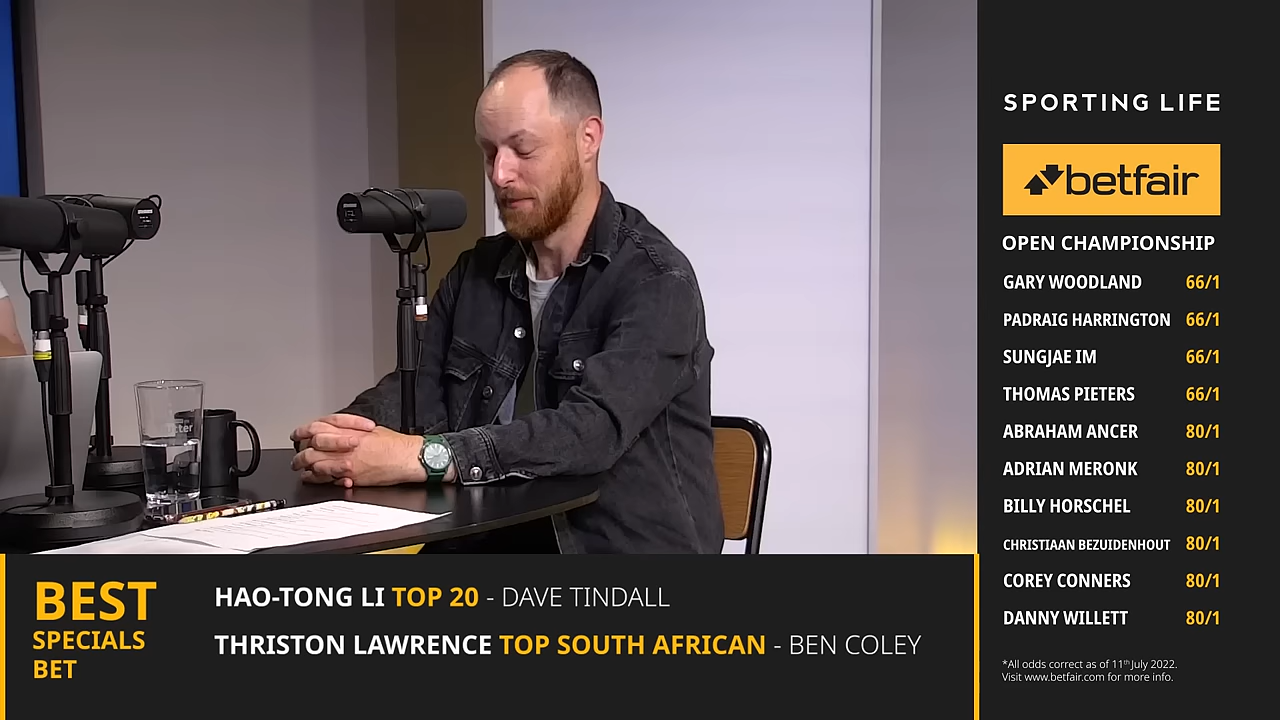 SPORTING LIFE
betfair
OPEN CHAMPIONSHIP
GARY WOODLAND 66/1
PADRAIG HARRINGTON 66/1
SUNGJAE IM 66/1
THOMAS PIETERS 66/1
ABRAHAM ANCER 80/1
ADRIAN MERONK 80/1
BILLY HORSCHEL 80/1
CHRISTIAAN BEZUIDENHOUT 80/1
COREY CONNERS 80/1
DANNY WILLETT 80/1
*All odds correct as of 11th July 2022.
Visit www.betfair.com for more info.
BEST
SPECIALS
BET
HAO-TONG LI TOP 20 - DAVE TINDALL
THRISTON LAWRENCE TOP SOUTH AFRICAN - BEN COLEY